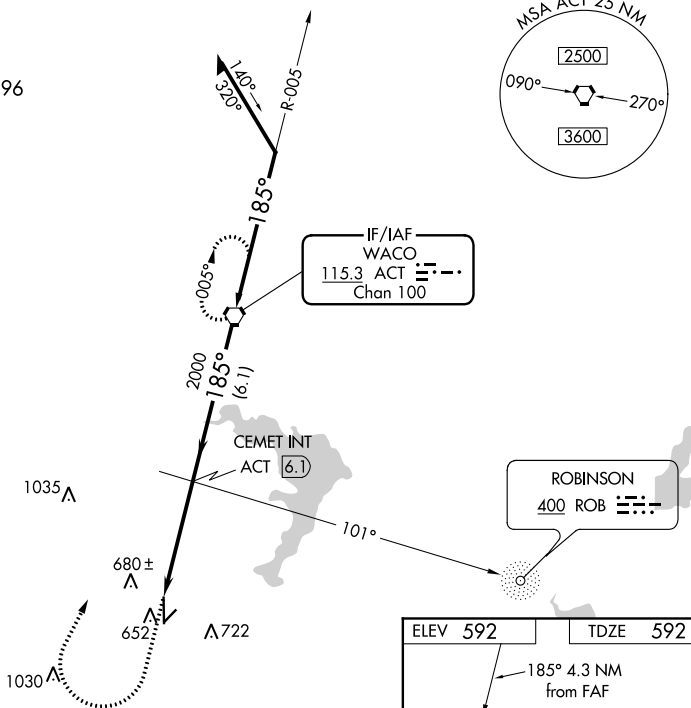 MSA ACT 25 NM
2500
090°
270°
3600
96
140°
320°
R-005
185°
005°
IF/IAF
WACO
115.3 ACT
Chan 100
2000
185°
(6.1)
CEMET INT
ACT 6.1
1035
101°
ROBINSON
400 ROB
680 ±
652
722
1030
ELEV 592
TDZE 592
185° 4.3 NM
from FAF